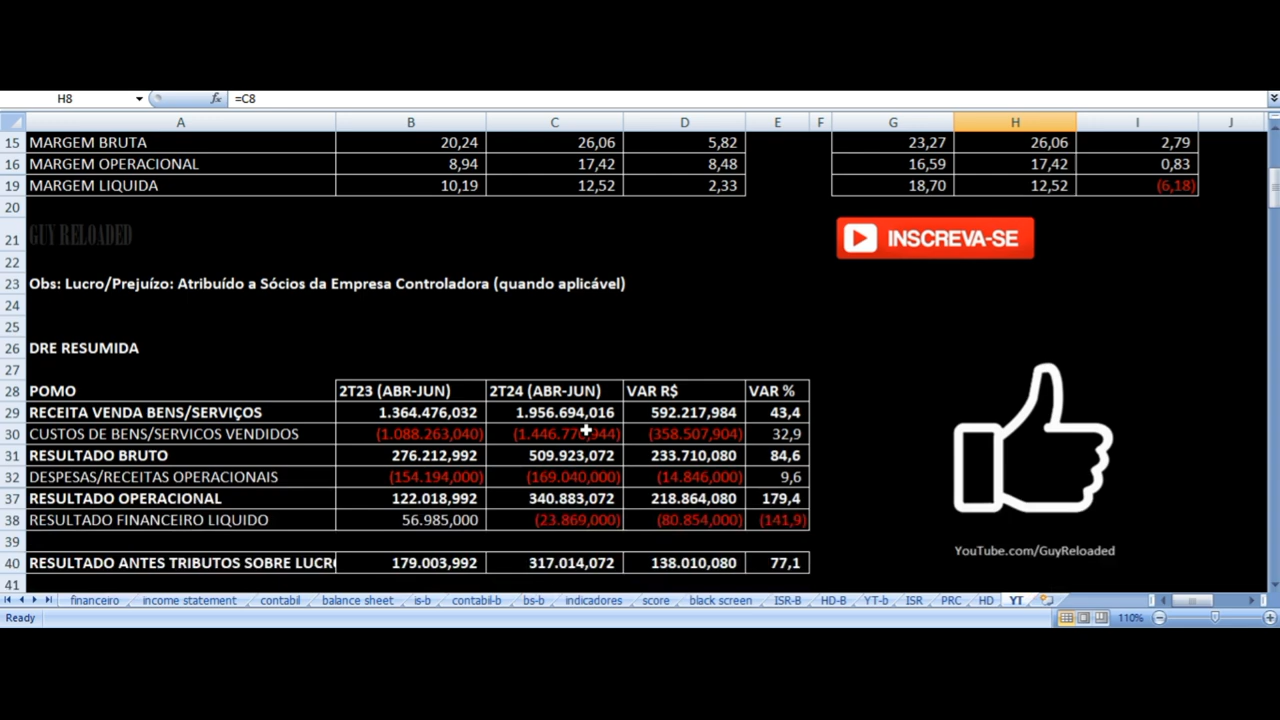 H8 fx =C8
A B C D E F G H I J
15 MARGEM BRUTA 20,24 26,06 5,82 23,27 26,06 2,79
16 MARGEM OPERACIONAL 8,94 17,42 8,48 16,59 17,42 0,83
19 MARGEM LIQUIDA 10,19 12,52 2,33 18,70 12,52 (6,18)
20
21 GUY RELOADED INSCREVA-SE
22
23 Obs: Lucro/Prejuízo: Atribuído a Sócios da Empresa Controladora (quando aplicável)
24
25
26 DRE RESUMIDA
27
28 POMO 2T23 (ABR-JUN) 2T24 (ABR-JUN) VAR R$ VAR %
29 RECEITA VENDA BENS/SERVIÇOS 1.364.476,032 1.956.694,016 592.217,984 43,4
30 CUSTOS DE BENS/SERVICOS VENDIDOS (1.088.263,040) (358.507,904) 32,9
31 RESULTADO BRUTO 276.212,992 509.923,072 233.710,080 84,6
32 DESPESAS/RECEITAS OPERACIONAIS (154.194,000) (169.040,000) (14.846,000) 9,6
37 RESULTADO OPERACIONAL 122.018,992 340.883,072 218.864,080 179,4
38 RESULTADO FINANCEIRO LIQUIDO 56.985,000 (23.869,000) (80.854,000) (141,9)
39
YouTube.com/GuyReloaded
40 RESULTADO ANTES TRIBUTOS SOBRE LUCRO 179.003,992 317.014,072 138.010,080 77,1
41
financeiro income statement contabil balance sheet is-b contabil-b bs-b indicadores score black screen ISR-B HD-B YT-b ISR PRC HD YT
Ready 110%